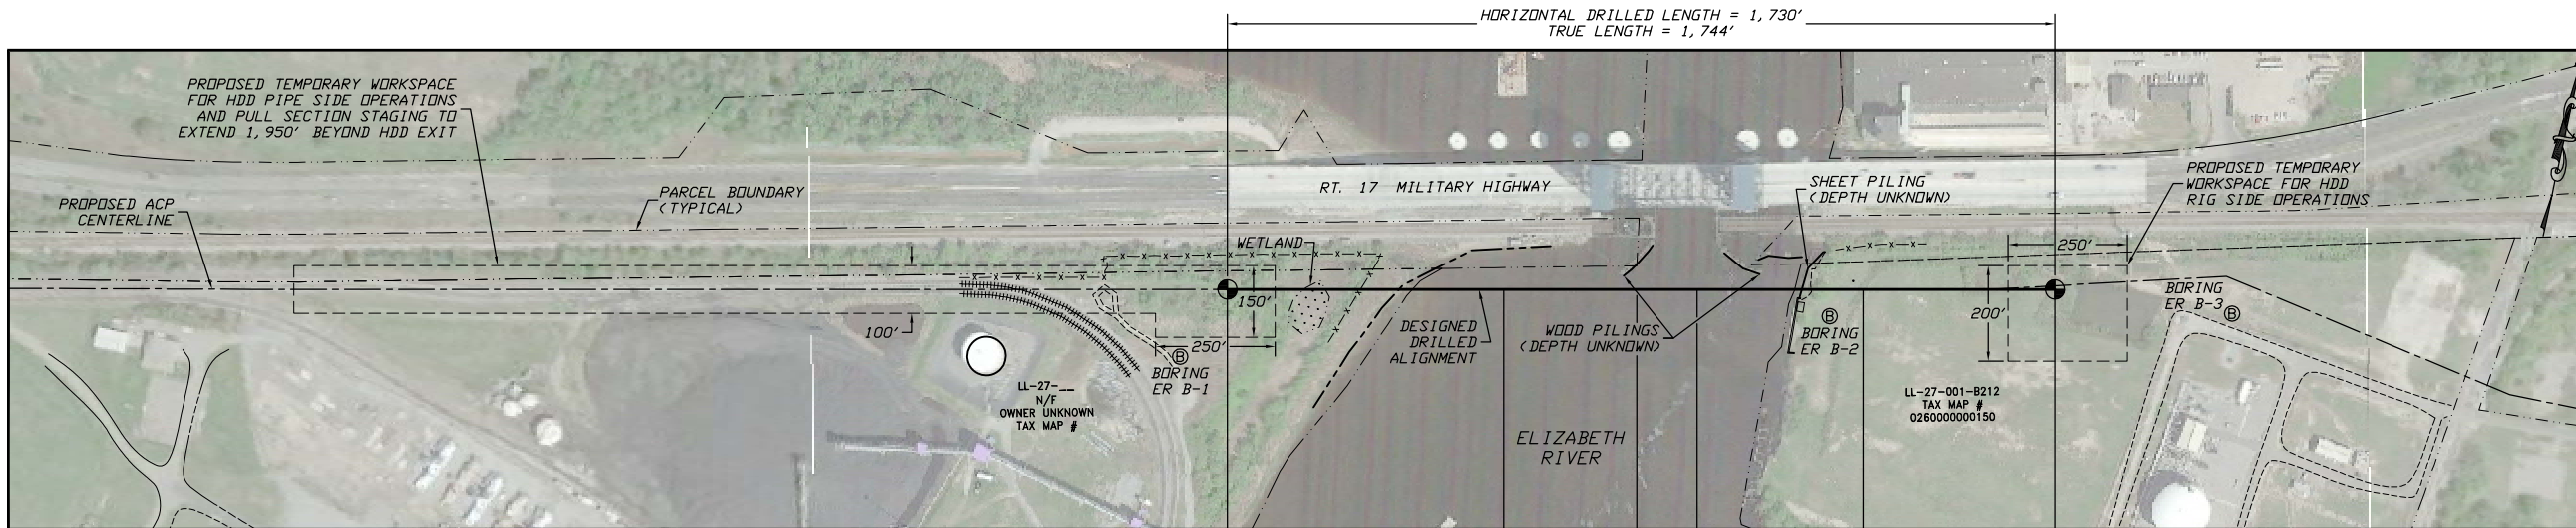 HORIZONTAL DRILLED LENGTH = 1,730'
TRUE LENGTH = 1,744'
PROPOSED TEMPORARY WORKSPACE
FOR HDD PIPE SIDE OPERATIONS
AND PULL SECTION STAGING TO
EXTEND 1,950' BEYOND HDD EXIT
PROPOSED ACP
CENTERLINE
PARCEL BOUNDARY
(TYPICAL)
RT. 17 MILITARY HIGHWAY
SHEET PILING
(DEPTH UNKNOWN)
PROPOSED TEMPORARY
WORKSPACE FOR HDD
RIG SIDE OPERATIONS
WETLAND
250'
150'
100'
250'
B
BORING
ER B-1
DESIGNED
DRILLED
ALIGNMENT
WOOD PILINGS
(DEPTH UNKNOWN)
B
BORING
ER B-2
200'
BORING
ER B-3
B
LL-27-__
N/F
OWNER UNKNOWN
TAX MAP #
LL-27-001-B212
TAX MAP #
0260000000150
ELIZABETH
RIVER